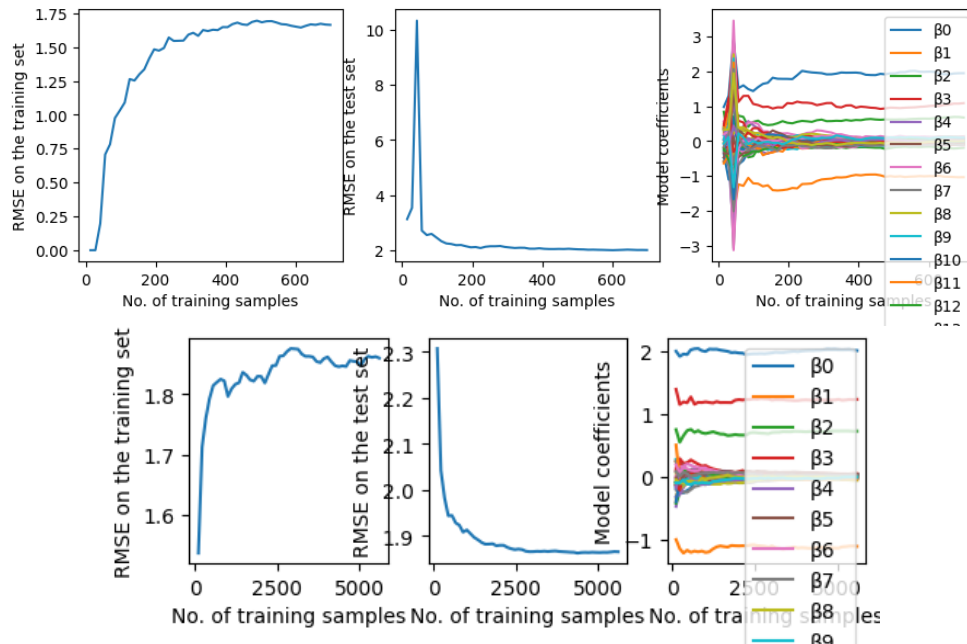 RMSE on the training set
1.75
1.50
1.25
1.00
0.75
0.50
0.25
0.00
0
200
400
600
No. of training samples
RMSE on the test set
10
8
6
4
2
0
200
400
600
No. of training samples
Model coefficients
3
2
1
0
−1
−2
−3
0
200
400
600
No. of training samples
β0
β1
β2
β3
β4
β5
β6
β7
β8
β9
β10
β11
β12
RMSE on the training set
1.8
1.7
1.6
0
2500
5000
No. of training samples
RMSE on the test set
2.3
2.2
2.1
2.0
1.9
0
2500
5000
No. of training samples
Model coefficients
2
1
0
−1
0
2500
5000
No. of training samples
β0
β1
β2
β3
β4
β5
β6
β7
β8
β9